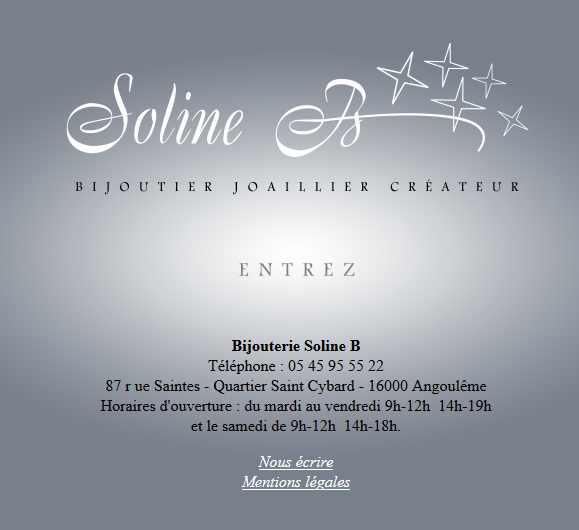 Soline B
BIJOUTIER JOAILLIER CRÉATEUR
ENTREZ
Bijouterie Soline B
Téléphone : 05 45 95 55 22
87 r ue Saintes - Quartier Saint Cybard - 16000 Angoulême
Horaires d'ouverture : du mardi au vendredi 9h-12h  14h-19h
et le samedi de 9h-12h  14h-18h.
Nous écrire
Mentions légales